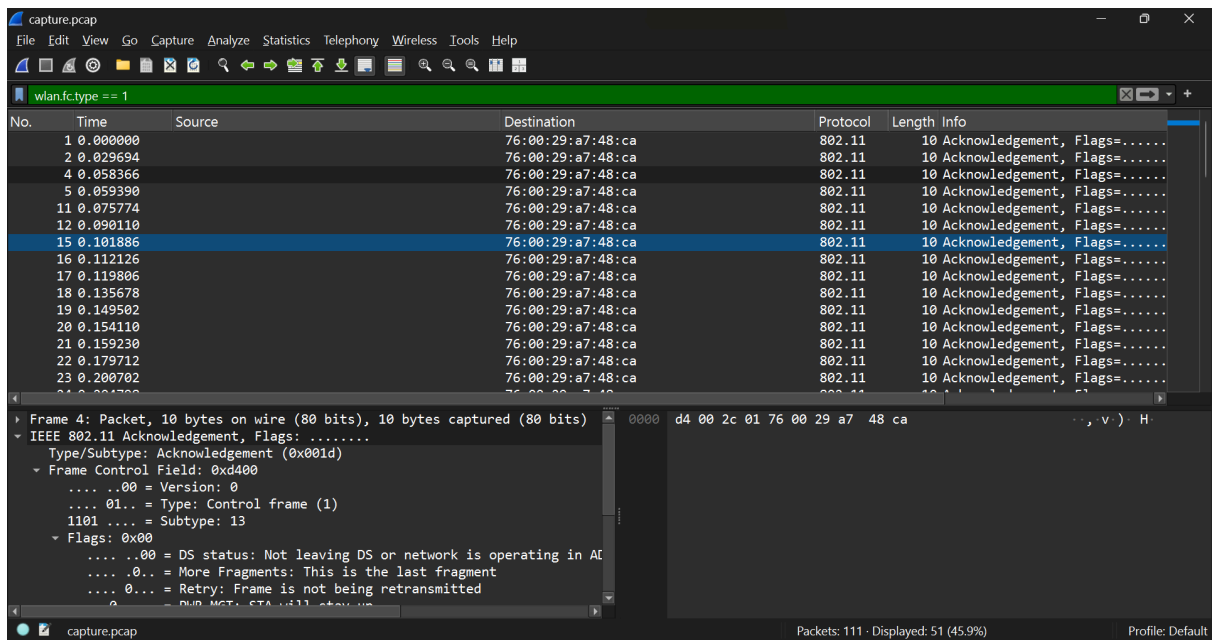 capture.pcap
File Edit View Go Capture Analyze Statistics Telephony Wireless Tools Help
wlan.fc.type == 1
No. Time Source Destination Protocol Length Info
1 0.000000 76:00:29:a7:48:ca 802.11 10 Acknowledgement, Flags=......
2 0.029694 76:00:29:a7:48:ca 802.11 10 Acknowledgement, Flags=......
4 0.058366 76:00:29:a7:48:ca 802.11 10 Acknowledgement, Flags=......
5 0.059390 76:00:29:a7:48:ca 802.11 10 Acknowledgement, Flags=......
11 0.075774 76:00:29:a7:48:ca 802.11 10 Acknowledgement, Flags=......
12 0.090110 76:00:29:a7:48:ca 802.11 10 Acknowledgement, Flags=......
15 0.101886 76:00:29:a7:48:ca 802.11 10 Acknowledgement, Flags=......
16 0.112126 76:00:29:a7:48:ca 802.11 10 Acknowledgement, Flags=......
17 0.119806 76:00:29:a7:48:ca 802.11 10 Acknowledgement, Flags=......
18 0.135678 76:00:29:a7:48:ca 802.11 10 Acknowledgement, Flags=......
19 0.149502 76:00:29:a7:48:ca 802.11 10 Acknowledgement, Flags=......
20 0.154110 76:00:29:a7:48:ca 802.11 10 Acknowledgement, Flags=......
21 0.159230 76:00:29:a7:48:ca 802.11 10 Acknowledgement, Flags=......
22 0.179712 76:00:29:a7:48:ca 802.11 10 Acknowledgement, Flags=......
23 0.200702 76:00:29:a7:48:ca 802.11 10 Acknowledgement, Flags=......
Frame 4: Packet, 10 bytes on wire (80 bits), 10 bytes captured (80 bits)
IEEE 802.11 Acknowledgement, Flags: ........
Type/Subtype: Acknowledgement (0x001d)
Frame Control Field: 0xd400
.... ..00 = Version: 0
.... 01.. = Type: Control frame (1)
1101 .... = Subtype: 13
Flags: 0x00
.... ..00 = DS status: Not leaving DS or network is operating in AD
.... .0.. = More Fragments: This is the last fragment
.... 0... = Retry: Frame is not being retransmitted
0000 d4 00 2c 01 76 00 29 a7 48 ca ··,·v·)· H·
capture.pcap
Packets: 111 · Displayed: 51 (45.9%)
Profile: Default